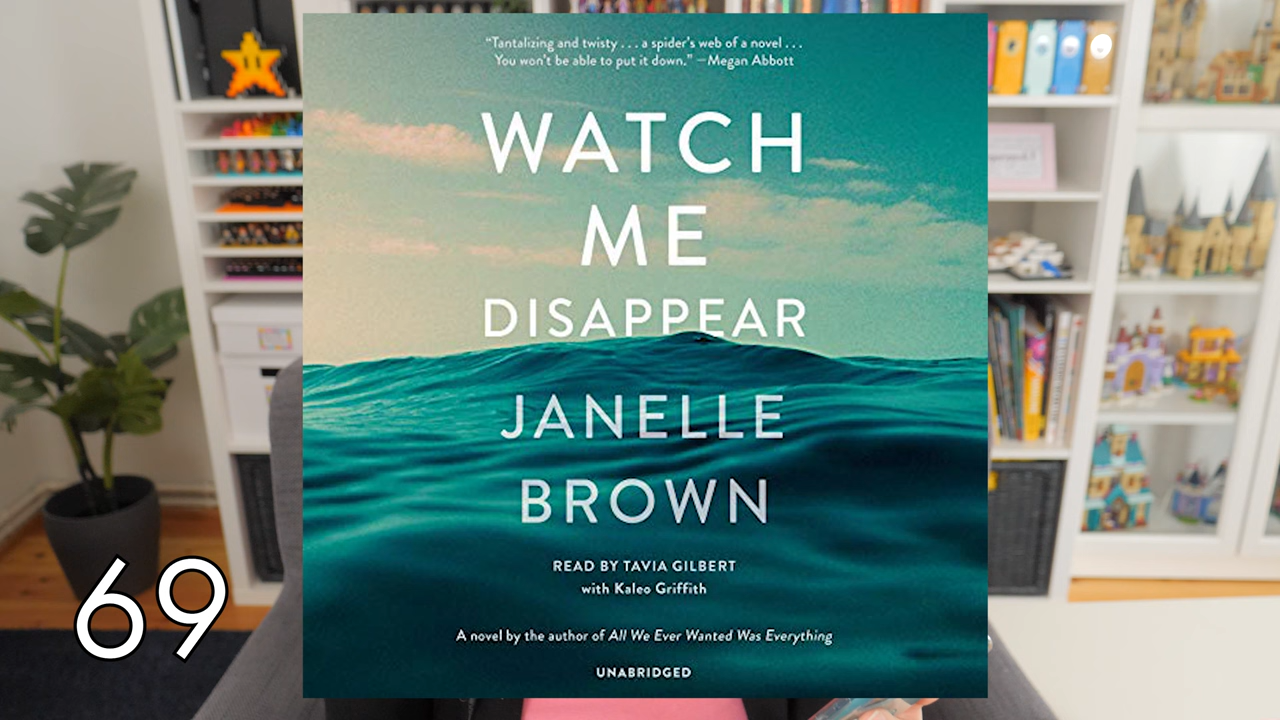 “Tantalizing and twisty . . . a spider’s web of a novel . . .
You won’t be able to put it down.” —Megan Abbott
WATCH
ME
DISAPPEAR
JANELLE
BROWN
READ BY TAVIA GILBERT
with Kaleo Griffith
A novel by the author of All We Ever Wanted Was Everything
UNABRIDGED
69